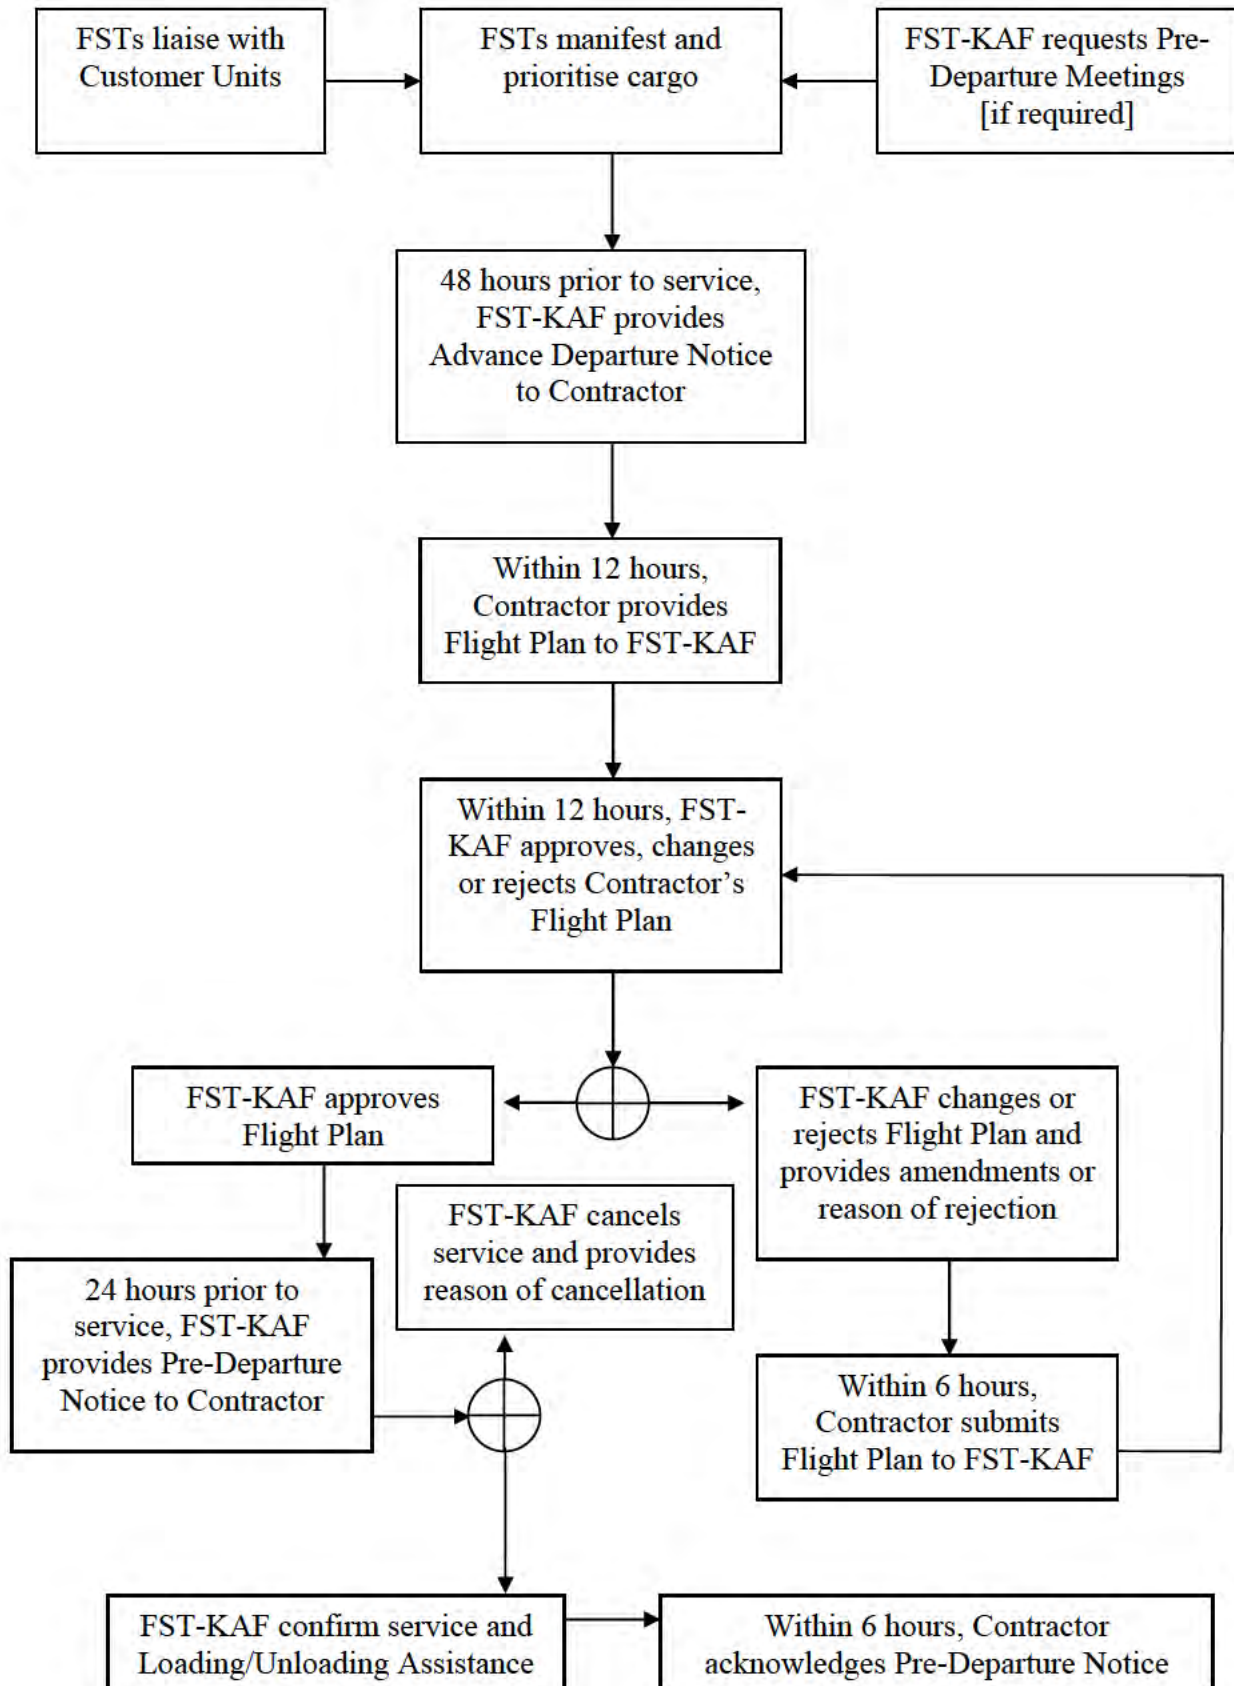 FSTs liaise with
Customer Units
FSTs manifest and
prioritise cargo
FST-KAF requests Pre-
Departure Meetings
[if required]
48 hours prior to service,
FST-KAF provides
Advance Departure Notice
to Contractor
Within 12 hours,
Contractor provides
Flight Plan to FST-KAF
Within 12 hours, FST-
KAF approves, changes
or rejects Contractor’s
Flight Plan
FST-KAF approves
Flight Plan
FST-KAF changes or
rejects Flight Plan and
provides amendments or
reason of rejection
FST-KAF cancels
service and provides
reason of cancellation
24 hours prior to
service, FST-KAF
provides Pre-Departure
Notice to Contractor
Within 6 hours,
Contractor submits
Flight Plan to FST-KAF
FST-KAF confirm service and
Loading/Unloading Assistance
Within 6 hours, Contractor
acknowledges Pre-Departure Notice